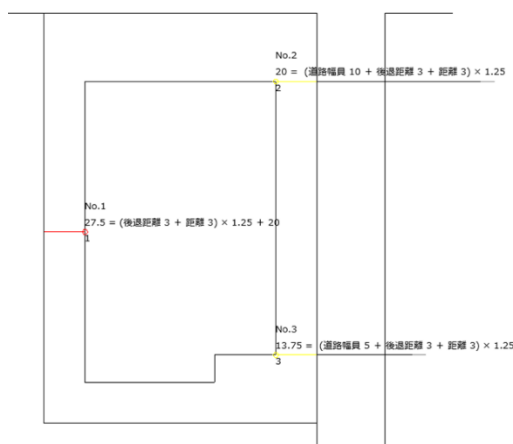 No.2
20 = (道路幅員 10 + 後退距離 3 + 距離 3) × 1.25
2
No.1
27.5 = (後退距離 3 + 距離 3) × 1.25 + 20
1
No.3
13.75 = (道路幅員 5 + 後退距離 3 + 距離 3) × 1.25
3